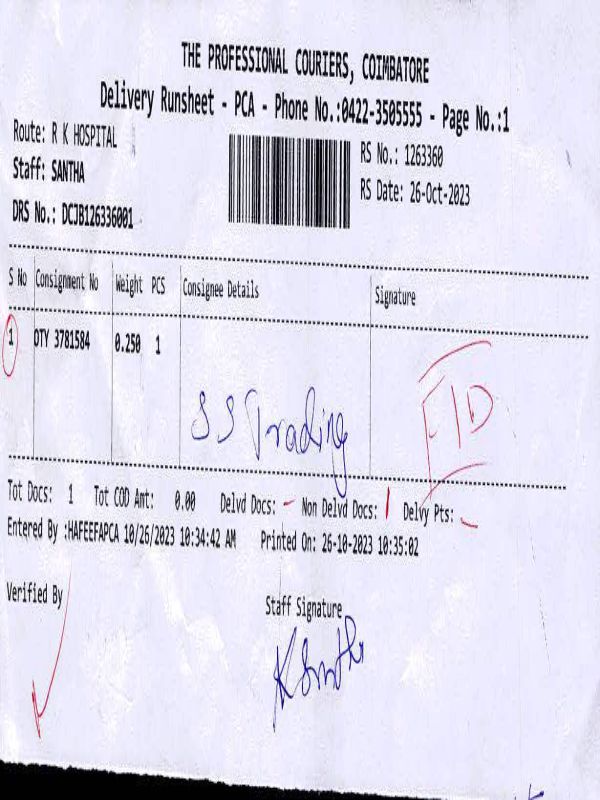 THE PROFESSIONAL COURIERS, COIMBATORE
Delivery Runsheet - PCA - Phone No.:0422-3505555 - Page No.:1
Route: R K HOSPITAL
RS No.: 1263360
Staff: SANTHA
RS Date: 26-Oct-2023
DRS No.: DCJB126336001
S No Consignment No Weight PCS Consignee Details Signature
1 OTY 3781584 0.250 1
SS Trading
Tot Docs: 1 Tot COD Amt: 0.00 Delvd Docs: - Non Delvd Docs: 1 Delvy Pts: -
Entered By :HAFEEFAPCA 10/26/2023 10:34:42 AM Printed On: 26-10-2023 10:35:02
Verified By
Staff Signature